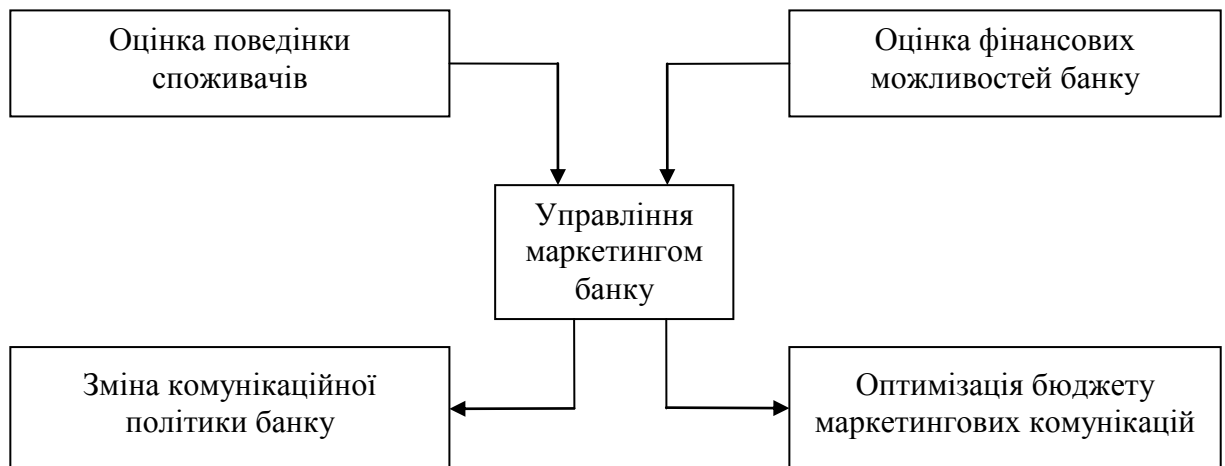 Оцінка поведінки
споживачів
Оцінка фінансових
можливостей банку
Управління
маркетингом
банку
Зміна комунікаційної
політики банку
Оптимізація бюджету
маркетингових комунікацій